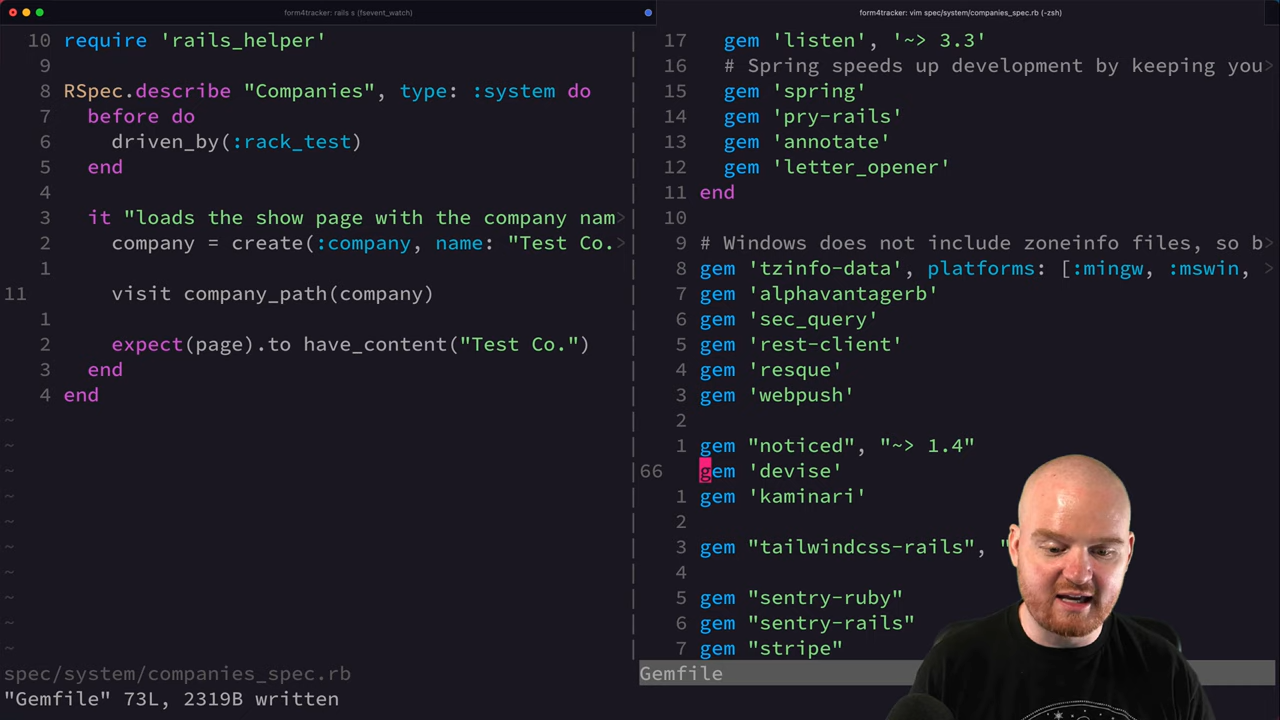 form4tracker: rails s (fsevent_watch)
10 require 'rails_helper'
9
8 RSpec.describe "Companies", type: :system do
7 before do
6 driven_by(:rack_test)
5 end
4
3 it "loads the show page with the company nam>
2 company = create(:company, name: "Test Co.>
1
11 visit company_path(company)
1
2 expect(page).to have_content("Test Co.")
3 end
4 end
~
~
~
~
~
~
~
~
~
~
spec/system/companies_spec.rb
"Gemfile" 73L, 2319B written
form4tracker: vim spec/system/companies_spec.rb (-zsh)
17 gem 'listen', '~> 3.3'
16 # Spring speeds up development by keeping you>
15 gem 'spring'
14 gem 'pry-rails'
13 gem 'annotate'
12 gem 'letter_opener'
11 end
10
9 # Windows does not include zoneinfo files, so b>
8 gem 'tzinfo-data', platforms: [:mingw, :mswin, >
7 gem 'alphavantagerb'
6 gem 'sec_query'
5 gem 'rest-client'
4 gem 'resque'
3 gem 'webpush'
2
1 gem "noticed", "~> 1.4"
66 gem 'devise'
1 gem 'kaminari'
2
3 gem "tailwindcss-rails", "
4
5 gem "sentry-ruby"
6 gem "sentry-rails"
7 gem "stripe"
Gemfile